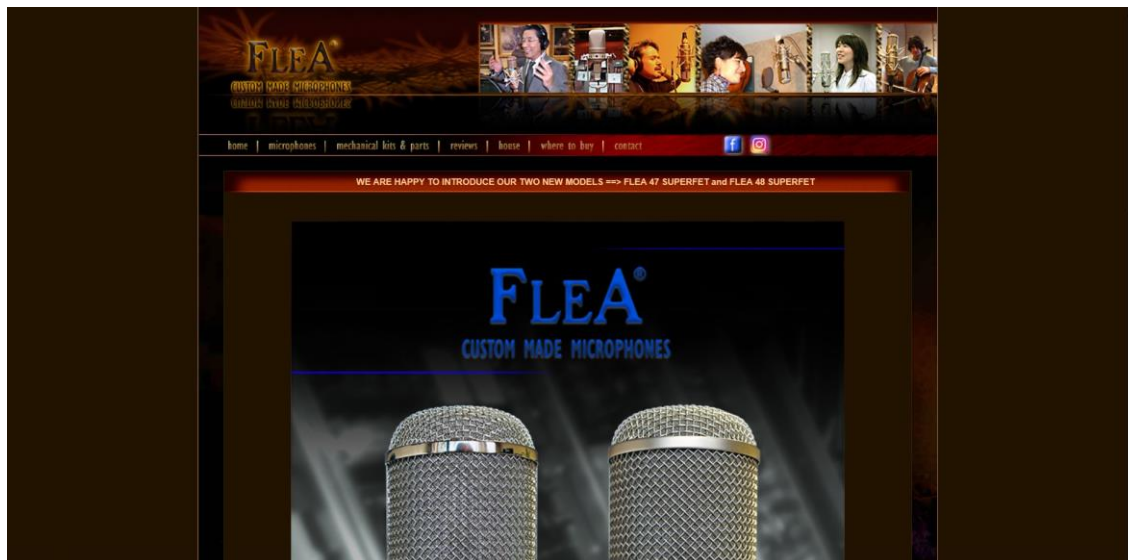 FLEA®
CUSTOM MADE MICROPHONES
home | microphones | mechanical kits & parts | reviews | house | where to buy | contact
WE ARE HAPPY TO INTRODUCE OUR TWO NEW MODELS ==> FLEA 47 SUPERFET and FLEA 48 SUPERFET
FLEA®
CUSTOM MADE MICROPHONES